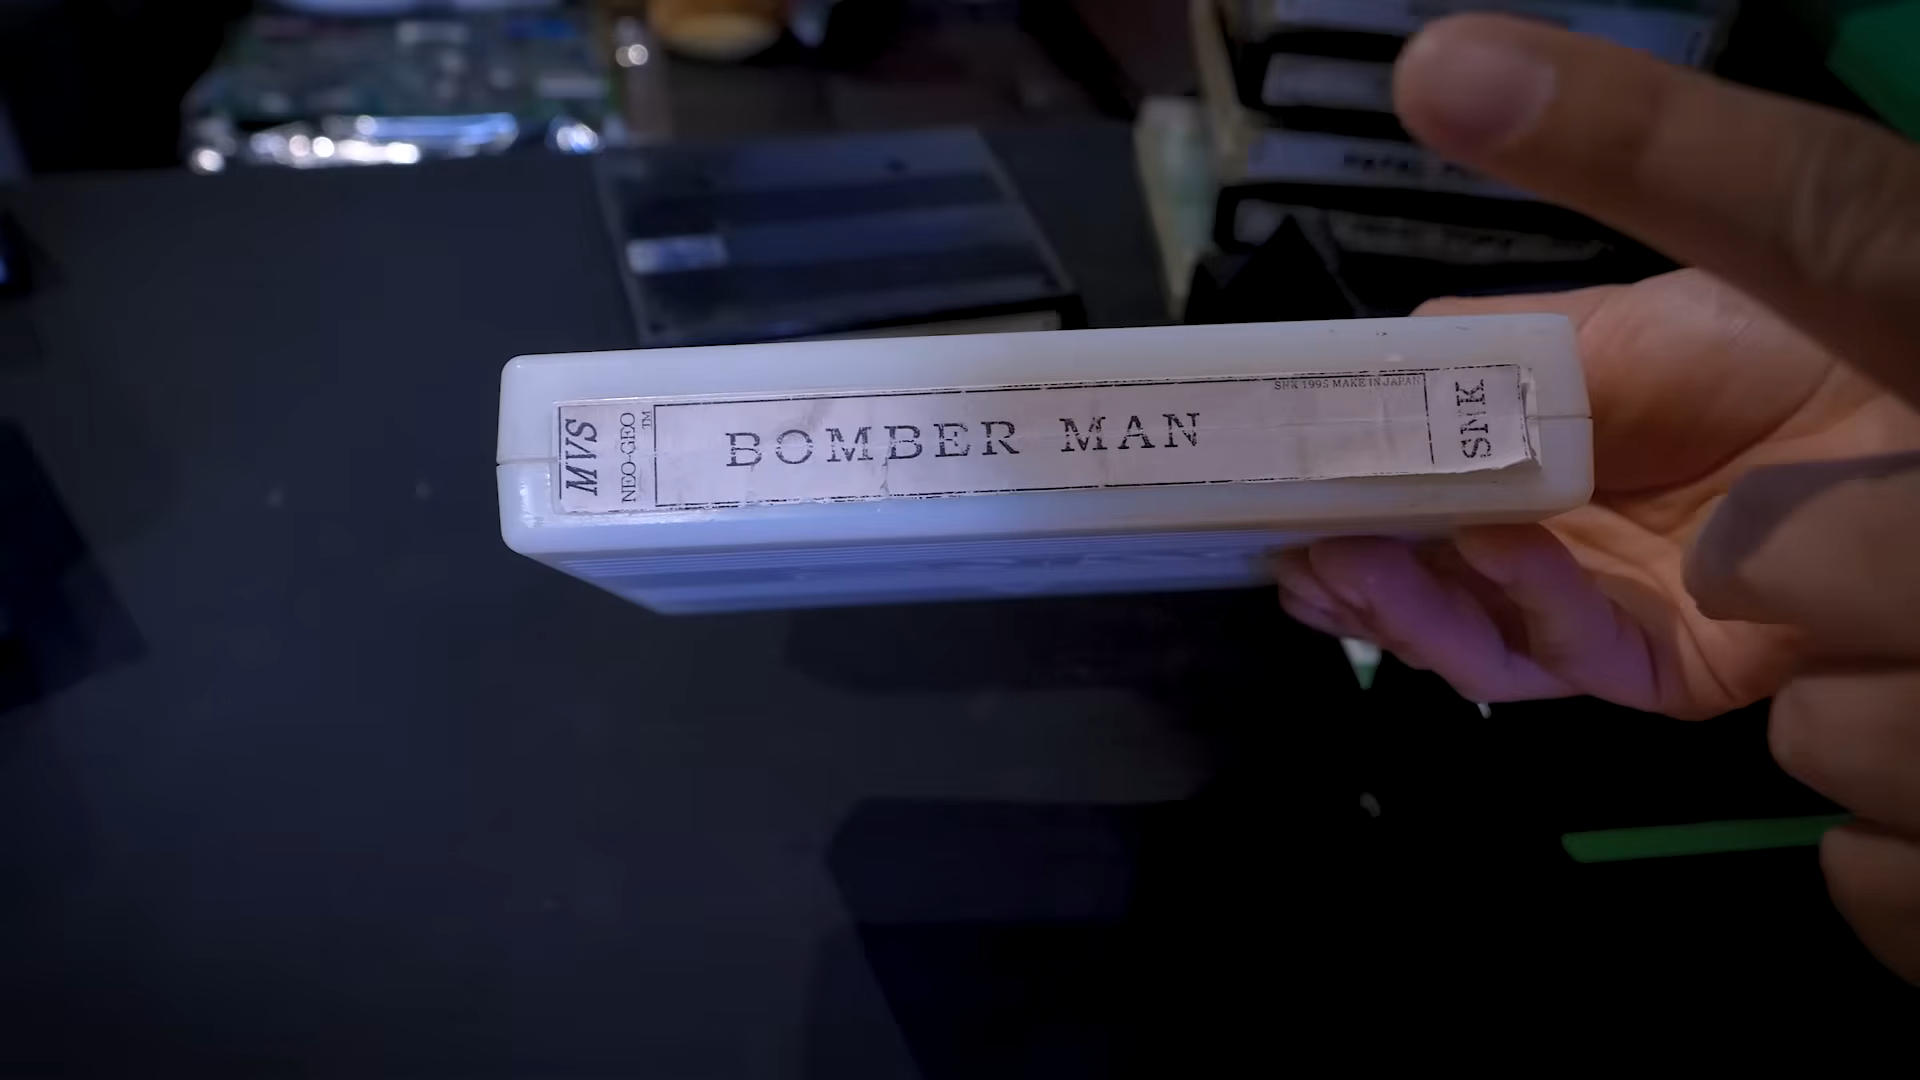 MVS
NEO-GEO
TM
BOMBER MAN
SNK 1995 MAKE IN JAPAN
SNK